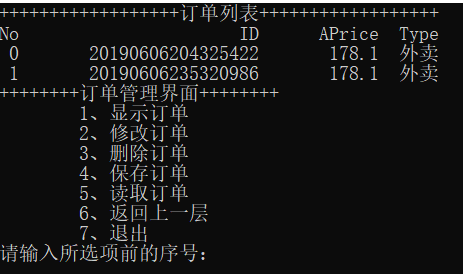 ++++++++++++++++++订单列表++++++++++++++++++
No ID APrice Type
0 20190606204325422 178.1 外卖
1 20190606235320986 178.1 外卖
++++++++订单管理界面++++++++
1、显示订单
2、修改订单
3、删除订单
4、保存订单
5、读取订单
6、返回上一层
7、退出
请输入所选项前的序号：